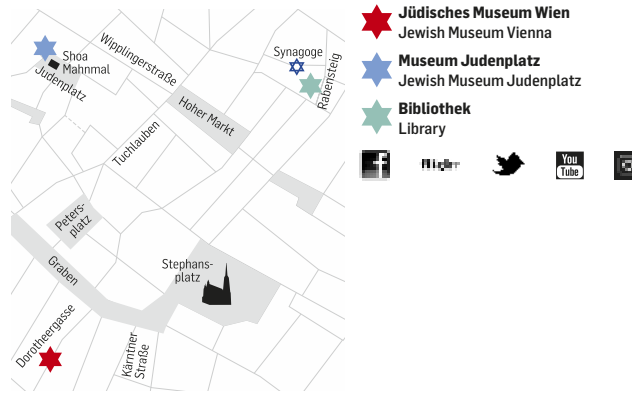 Jüdisches Museum Wien
Jewish Museum Vienna
Museum Judenplatz
Jewish Museum Judenplatz
Bibliothek
Library
f
You
Tube
Wipplingerstraße
Shoa
Mahnmal
Judenplatz
Synagoge
Rabensteig
Hoher Markt
Tuchlauben
Peters-
platz
Graben
Stephans-
platz
Dorotheergasse
Kärntner
Straße